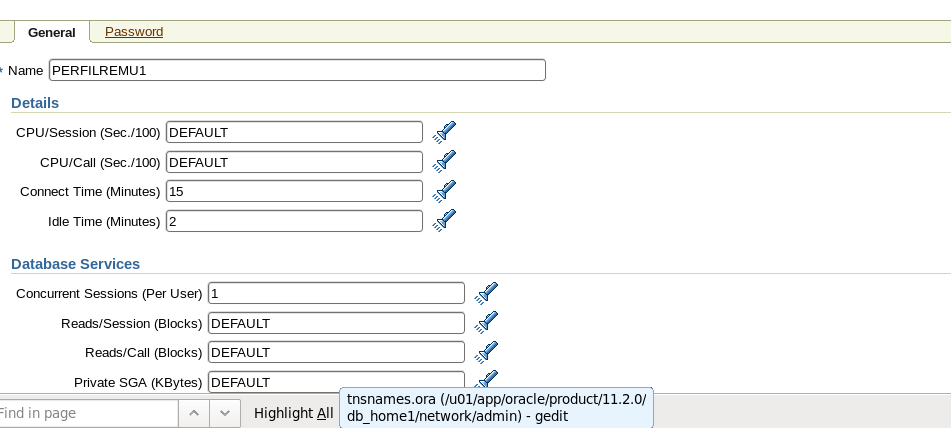 General Password
* Name PERFILREMU1
Details
CPU/Session (Sec./100) DEFAULT
CPU/Call (Sec./100) DEFAULT
Connect Time (Minutes) 15
Idle Time (Minutes) 2
Database Services
Concurrent Sessions (Per User) 1
Reads/Session (Blocks) DEFAULT
Reads/Call (Blocks) DEFAULT
Private SGA (KBytes) DEFAULT
Find in page Highlight All
tnsnames.ora (/u01/app/oracle/product/11.2.0/
db_home1/network/admin) - gedit